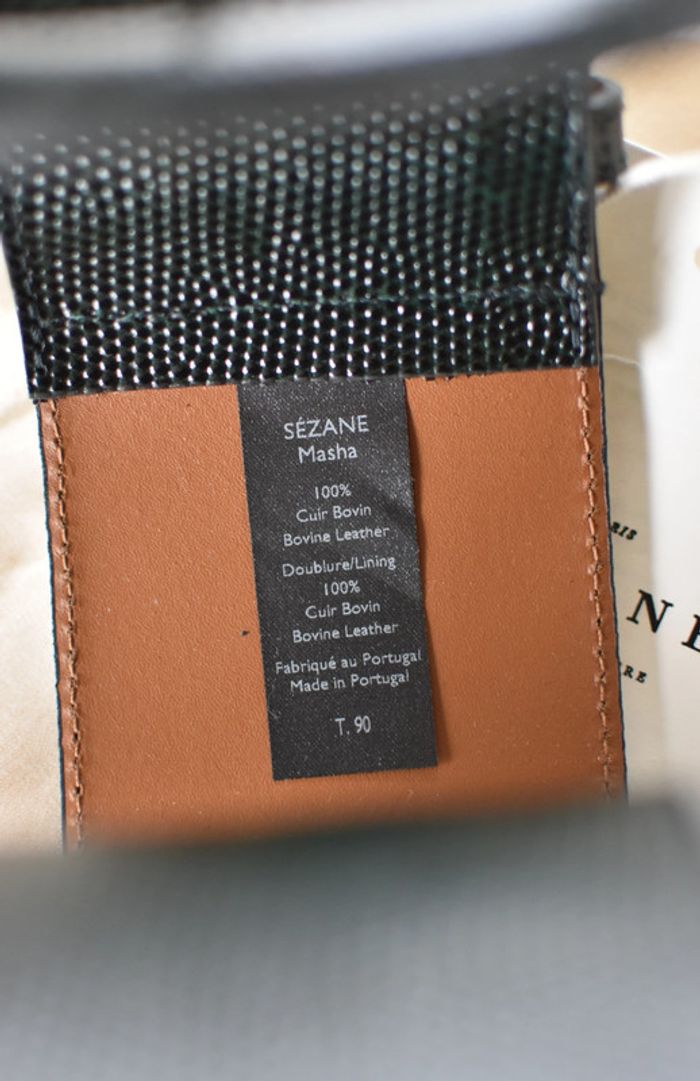 SÉZANE
Masha
100%
Cuir Bovin
Bovine Leather
Doublure/Lining
100%
Cuir Bovin
Bovine Leather
Fabriqué au Portugal
Made in Portugal
T. 90